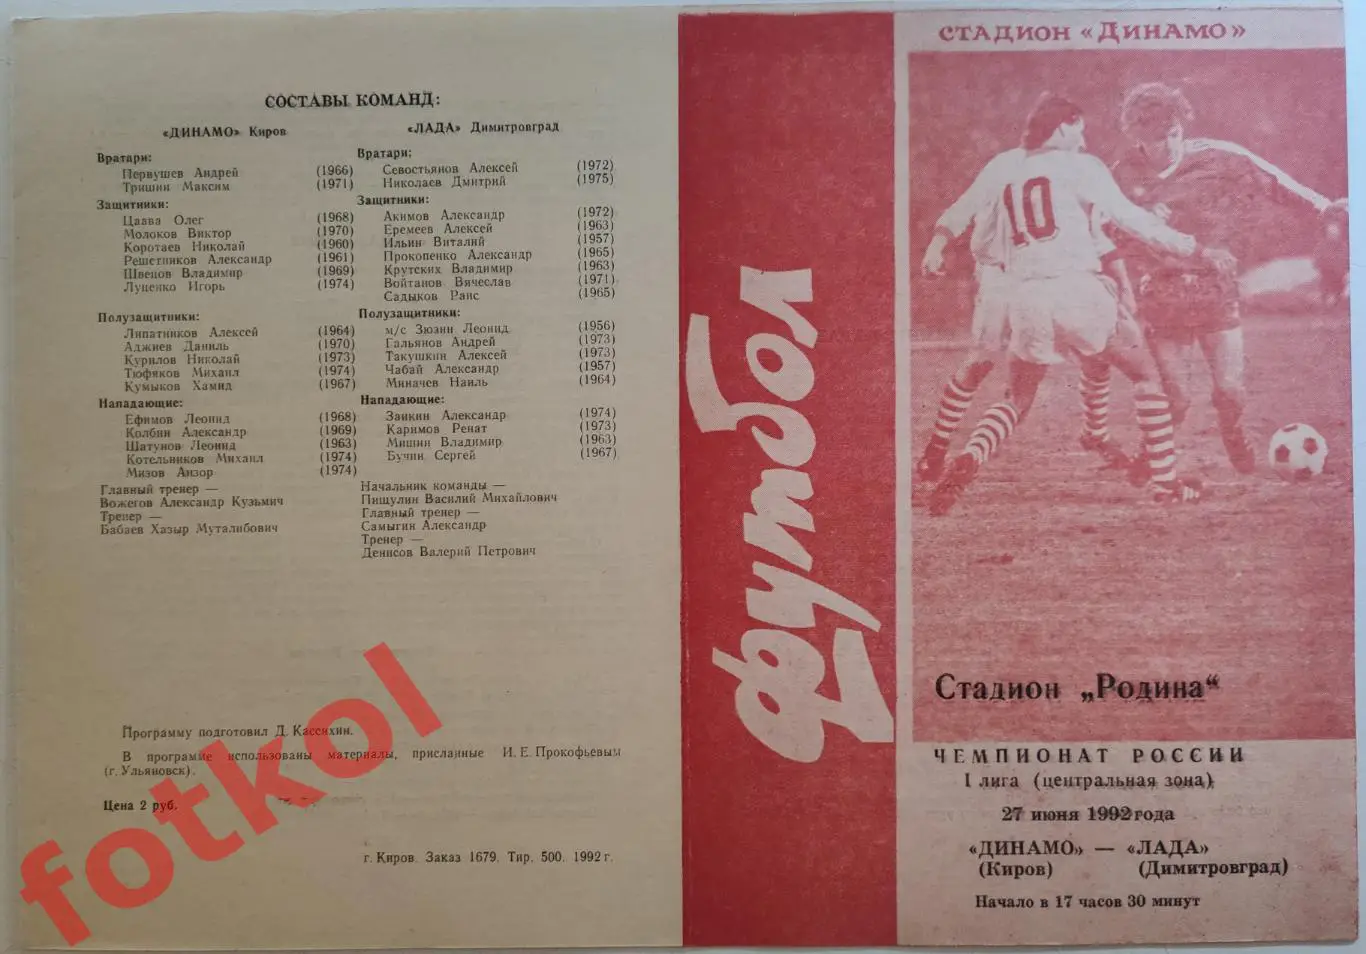 СОСТАВЫ КОМАНД:
«ДИНАМО» Киров
Вратари:
Первушев Андрей (1966)
Тришин Максим (1971)
Защитники:
Цаава Олег (1968)
Молоков Виктор (1970)
Коротаев Николай (1960)
Решетников Александр (1961)
Швецов Владимир (1969)
Луценко Игорь (1974)
Полузащитники:
Липатников Алексей (1964)
Аджиев Даниль (1970)
Курилов Николай (1973)
Тюфяков Михаил (1974)
Кумыков Хамид (1967)
Нападающие:
Ефимов Леонид (1968)
Колбин Александр (1969)
Шатунов Леонид (1963)
Котельников Михаил (1974)
Мизов Анзор (1974)
Главный тренер —
Вожегов Александр Кузьмич
Тренер —
Бабаев Хазыр Муталибович
«ЛАДА» Димитровград
Вратари:
Севостьянов Алексей (1972)
Николаев Дмитрий (1975)
Защитники:
Акимов Александр (1972)
Еремеев Алексей (1963)
Ильин Виталий (1957)
Прокопенко Александр (1965)
Крутских Владимир (1963)
Войтанов Вячеслав (1971)
Садыков Раис (1965)
Полузащитники:
м/с Зюзин Леонид (1956)
Гальянов Андрей (1973)
Такушкин Алексей (1973)
Чабай Александр (1957)
Миначев Наиль (1964)
Нападающие:
Заикин Александр (1974)
Каримов Ренат (1973)
Мишин Владимир (1963)
Бучин Сергей (1967)
Начальник команды —
Пищулин Василий Михайлович
Главный тренер —
Самыгин Александр
Тренер —
Денисов Валерий Петрович
Программу подготовил Д. Кассихин.
В программе использованы материалы, присланные И. Е. Прокофьевым
(г. Ульяновск).
Цена 2 руб.
г. Киров. Заказ 1679. Тир. 500. 1992 г.
fotkol
футбол
СТАДИОН «ДИНАМО»
10
Стадион „Родина“
ЧЕМПИОНАТ РОССИИ
I лига (центральная зона)
27 июня 1992 года
«ДИНАМО» — «ЛАДА»
(Киров) (Димитровград)
Начало в 17 часов 30 минут